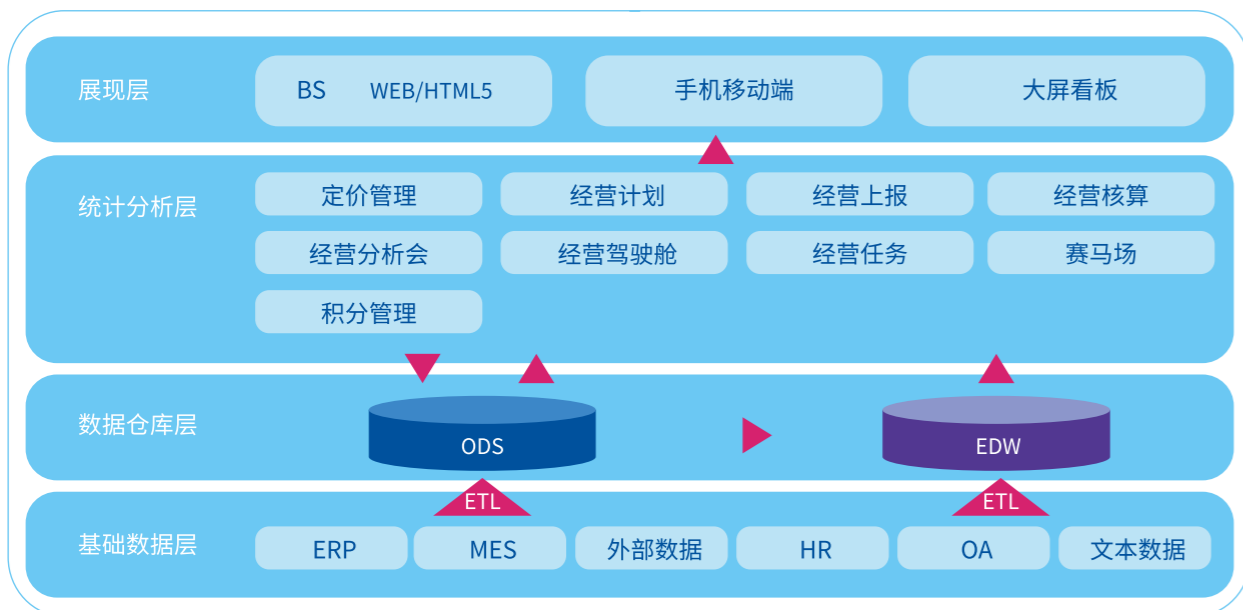 展现层
BS WEB/HTML5
手机移动端
大屏看板
统计分析层
定价管理
经营计划
经营上报
经营核算
经营分析会
经营驾驶舱
经营任务
赛马场
积分管理
数据仓库层
ODS
EDW
ETL
ETL
基础数据层
ERP
MES
外部数据
HR
OA
文本数据